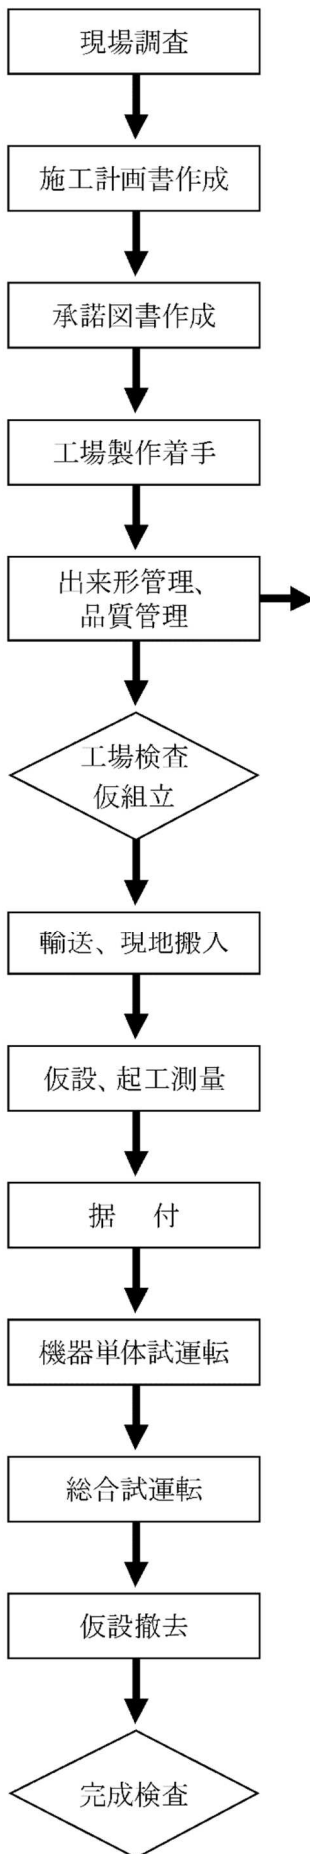 現場調査
施工計画書作成
承諾図書作成
工場製作着手
出来形管理、
品質管理
工場検査
仮組立
輸送、現地搬入
仮設、起工測量
据　付
機器単体試運転
総合試運転
仮設撤去
完成検査